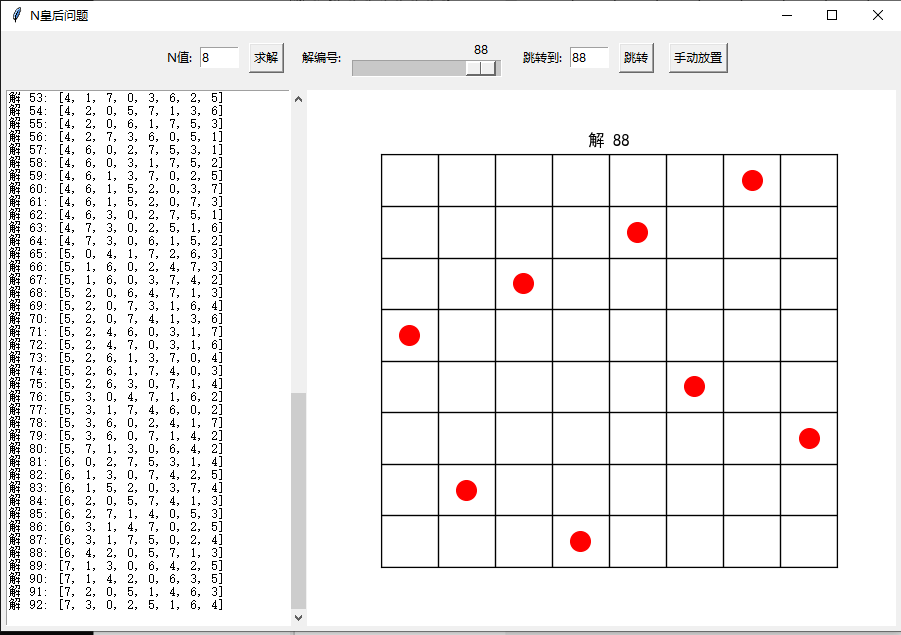 N皇后问题
N值: 8 求解 解编号: 88 跳转到: 88 跳转 手动放置
解 53: [4, 1, 7, 0, 3, 6, 2, 5]
解 54: [4, 2, 0, 5, 7, 1, 3, 6]
解 55: [4, 2, 0, 6, 1, 7, 5, 3]
解 56: [4, 2, 7, 3, 6, 0, 5, 1]
解 57: [4, 6, 0, 2, 7, 5, 3, 1]
解 58: [4, 6, 0, 3, 1, 7, 5, 2]
解 59: [4, 6, 1, 3, 7, 0, 2, 5]
解 60: [4, 6, 1, 5, 2, 0, 3, 7]
解 61: [4, 6, 1, 5, 2, 0, 7, 3]
解 62: [4, 6, 3, 0, 2, 7, 5, 1]
解 63: [4, 7, 3, 0, 2, 5, 1, 6]
解 64: [4, 7, 3, 0, 6, 1, 5, 2]
解 65: [5, 0, 4, 1, 7, 2, 6, 3]
解 66: [5, 1, 6, 0, 2, 4, 7, 3]
解 67: [5, 1, 6, 0, 3, 7, 4, 2]
解 68: [5, 2, 0, 6, 4, 7, 1, 3]
解 69: [5, 2, 0, 7, 3, 1, 6, 4]
解 70: [5, 2, 0, 7, 4, 1, 3, 6]
解 71: [5, 2, 4, 6, 0, 3, 1, 7]
解 72: [5, 2, 4, 7, 0, 3, 1, 6]
解 73: [5, 2, 6, 1, 3, 7, 0, 4]
解 74: [5, 2, 6, 1, 7, 4, 0, 3]
解 75: [5, 2, 6, 3, 0, 7, 1, 4]
解 76: [5, 3, 0, 4, 7, 1, 6, 2]
解 77: [5, 3, 1, 7, 4, 6, 0, 2]
解 78: [5, 3, 6, 0, 2, 4, 1, 7]
解 79: [5, 3, 6, 0, 7, 1, 4, 2]
解 80: [5, 7, 1, 3, 0, 6, 4, 2]
解 81: [6, 0, 2, 7, 5, 3, 1, 4]
解 82: [6, 1, 3, 0, 7, 4, 2, 5]
解 83: [6, 1, 5, 2, 0, 3, 7, 4]
解 84: [6, 2, 0, 5, 7, 4, 1, 3]
解 85: [6, 2, 7, 1, 4, 0, 5, 3]
解 86: [6, 3, 1, 4, 7, 0, 2, 5]
解 87: [6, 3, 1, 7, 5, 0, 2, 4]
解 88: [6, 4, 2, 0, 5, 7, 1, 3]
解 89: [7, 1, 3, 0, 6, 4, 2, 5]
解 90: [7, 1, 4, 2, 0, 6, 3, 5]
解 91: [7, 2, 0, 5, 1, 4, 6, 3]
解 92: [7, 3, 0, 2, 5, 1, 6, 4]
解 88